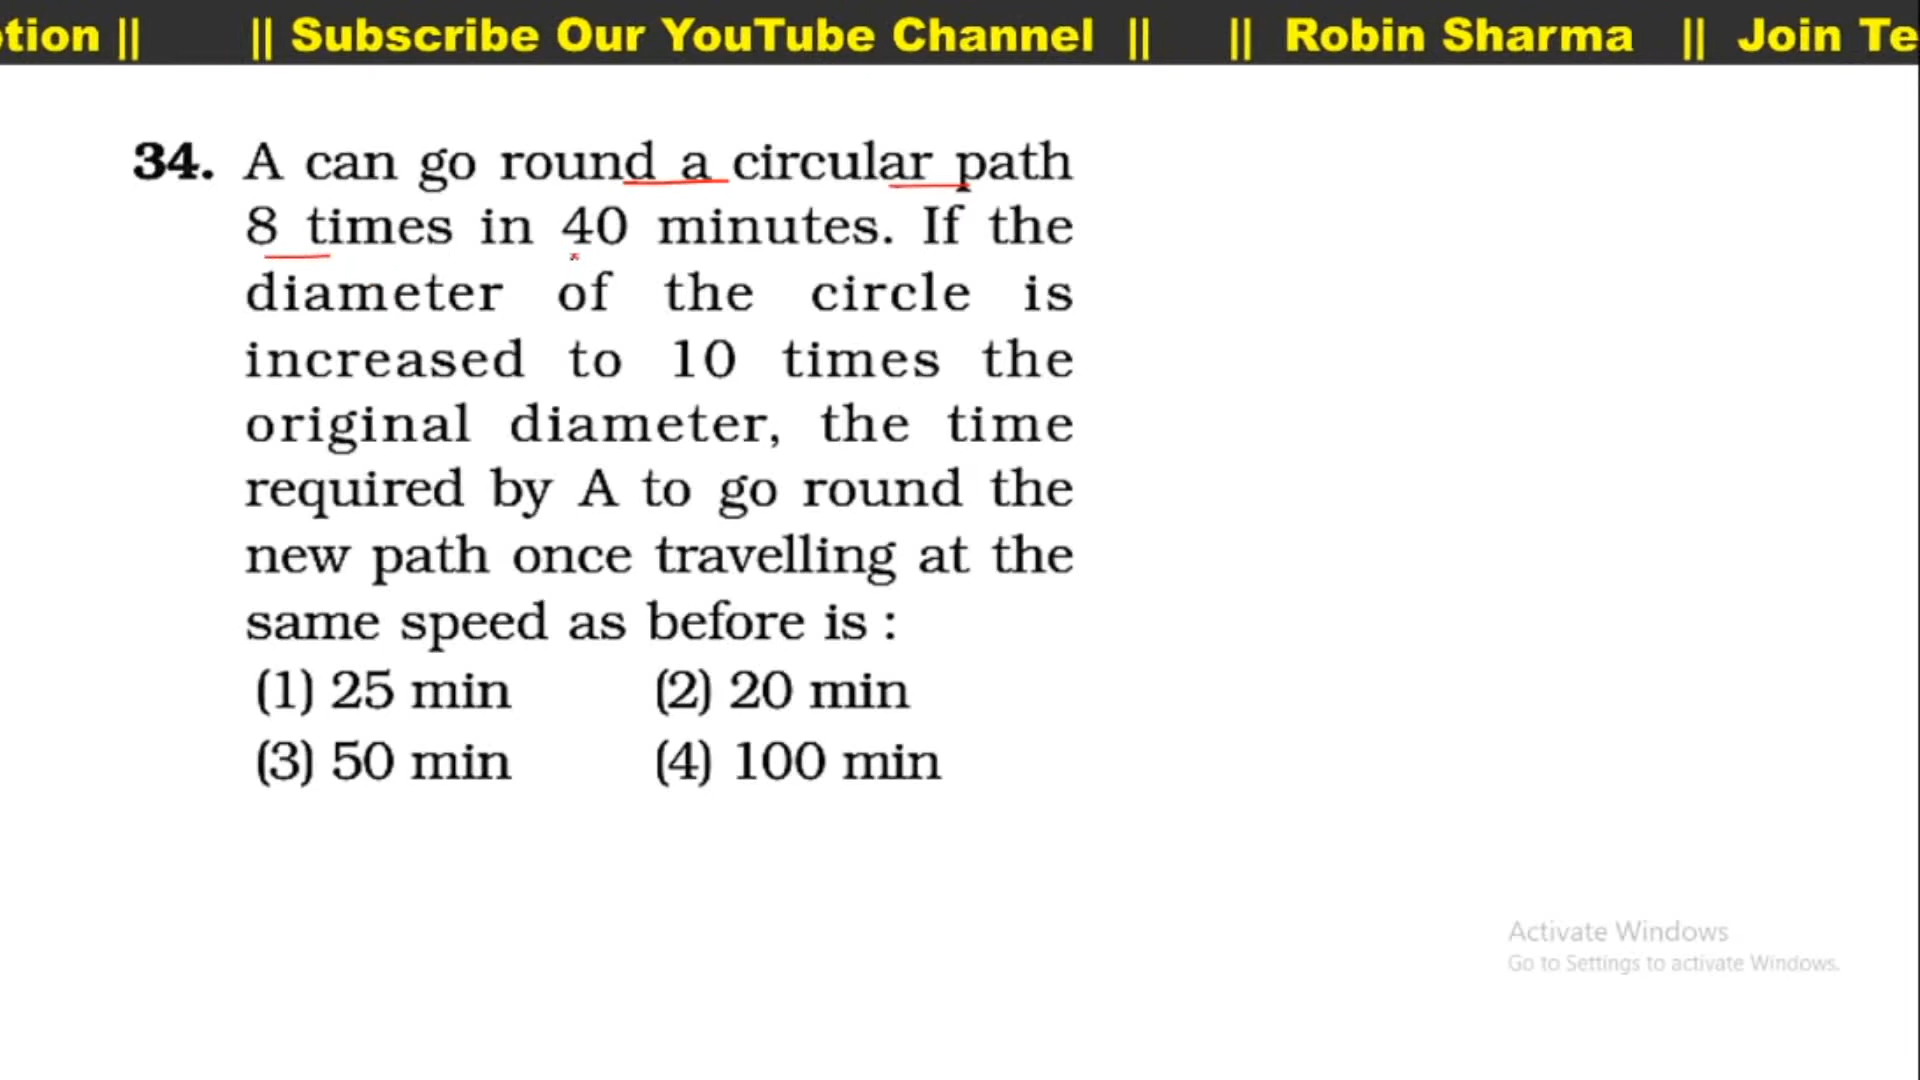 tion || || Subscribe Our YouTube Channel || || Robin Sharma || Join Te
34. A can go round a circular path
8 times in 40 minutes. If the
diameter of the circle is
increased to 10 times the
original diameter, the time
required by A to go round the
new path once travelling at the
same speed as before is :
(1) 25 min (2) 20 min
(3) 50 min (4) 100 min
Activate Windows
Go to Settings to activate Windows.